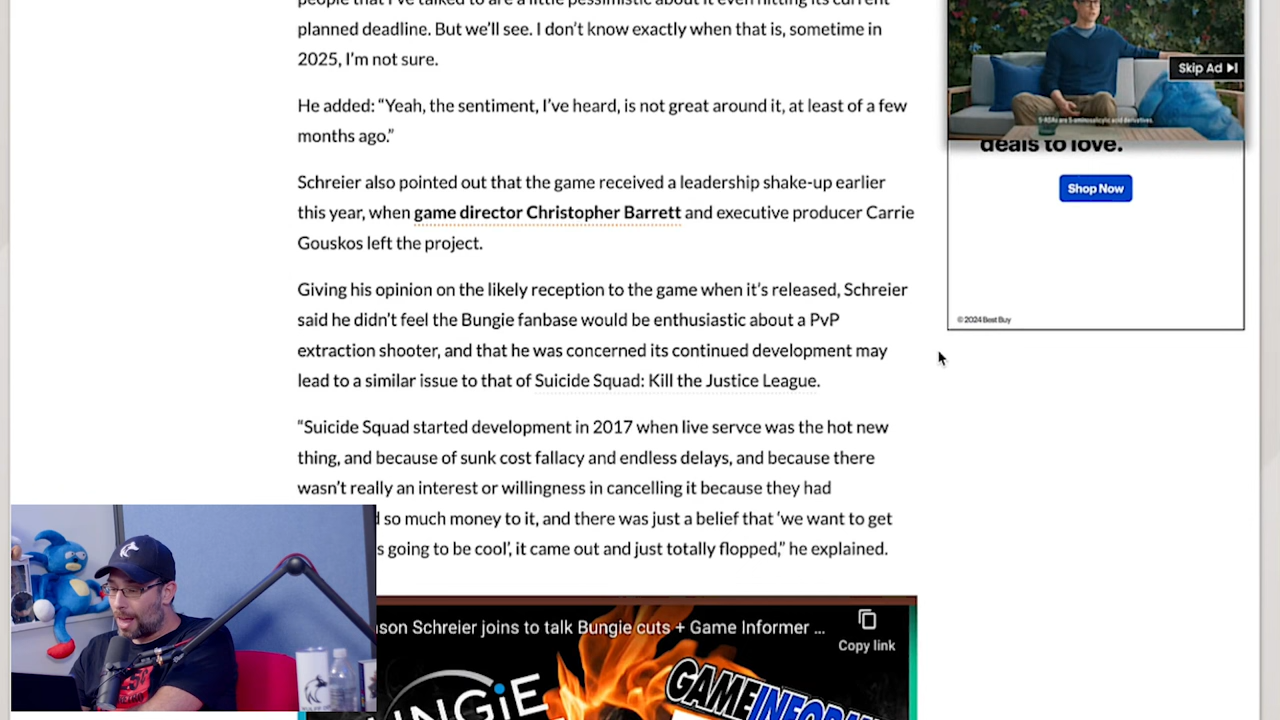 people that I've talked to are a little pessimistic about it even hitting its current
planned deadline. But we'll see. I don't know exactly when that is, sometime in
2025, I'm not sure.
He added: “Yeah, the sentiment, I've heard, is not great around it, at least of a few
months ago.”
Schreier also pointed out that the game received a leadership shake-up earlier
this year, when game director Christopher Barrett and executive producer Carrie
Gouskos left the project.
Giving his opinion on the likely reception to the game when it's released, Schreier
said he didn't feel the Bungie fanbase would be enthusiastic about a PvP
extraction shooter, and that he was concerned its continued development may
lead to a similar issue to that of Suicide Squad: Kill the Justice League.
“Suicide Squad started development in 2017 when live servce was the hot new
thing, and because of sunk cost fallacy and endless delays, and because there
wasn't really an interest or willingness in cancelling it because they had
so much money to it, and there was just a belief that ‘we want to get
s going to be cool’, it came out and just totally flopped,” he explained.
son Schreier joins to talk Bungie cuts + Game Informer ...
Copy link
BUNGiE
GAMEINFORM
Skip Ad
5-ASAs are 5-aminosalicylic acid derivatives.
deals to love.
Shop Now
© 2024 Best Buy